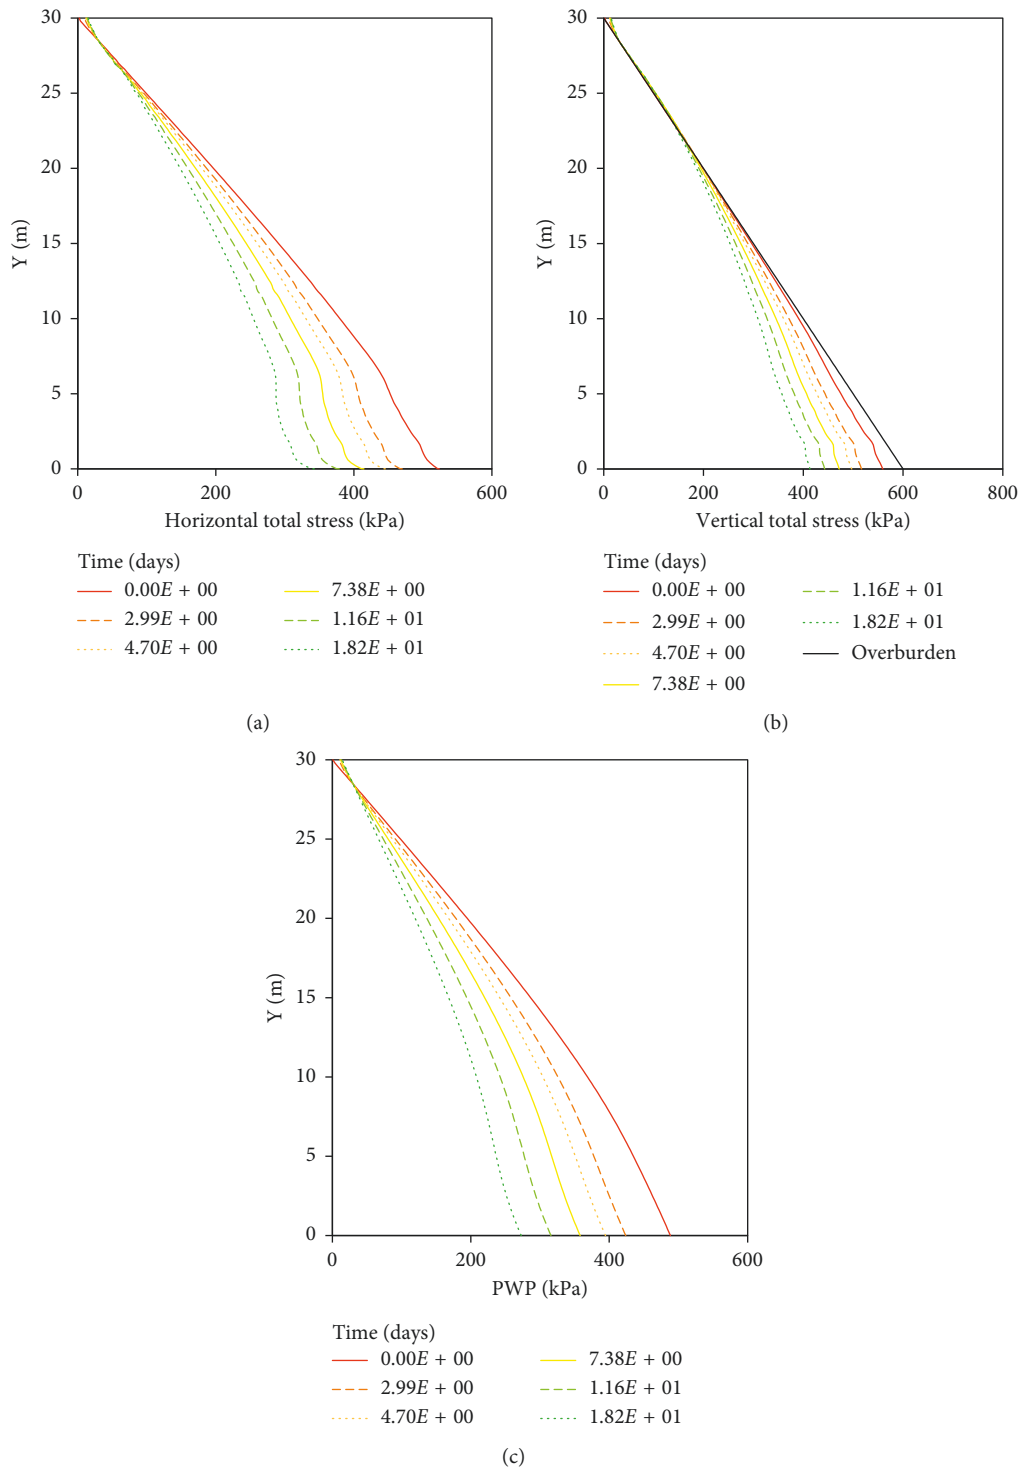 30
25
20
15
10
5
0
Y (m)
0
200
400
600
Horizontal total stress (kPa)
Time (days)
0.00E + 00
2.99E + 00
4.70E + 00
7.38E + 00
1.16E + 01
1.82E + 01
(a)
30
25
20
15
10
5
0
Y (m)
0
200
400
600
800
Vertical total stress (kPa)
Time (days)
0.00E + 00
2.99E + 00
4.70E + 00
7.38E + 00
1.16E + 01
1.82E + 01
Overburden
(b)
30
25
20
15
10
5
0
Y (m)
0
200
400
600
PWP (kPa)
Time (days)
0.00E + 00
2.99E + 00
4.70E + 00
7.38E + 00
1.16E + 01
1.82E + 01
(c)